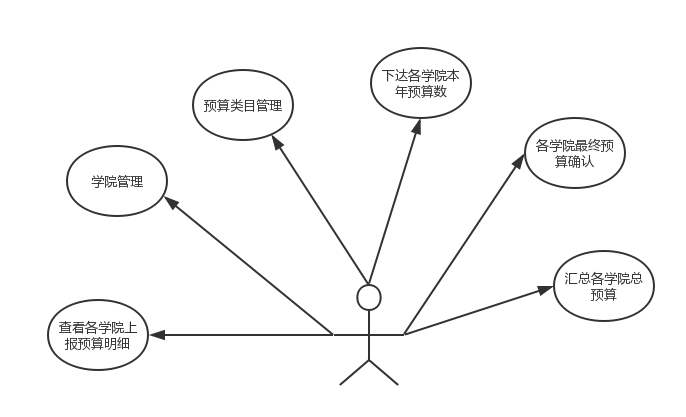 下达各学院本
年预算数
预算类目管理
各学院最终预
算确认
学院管理
汇总各学院总
预算
查看各学院上
报预算明细